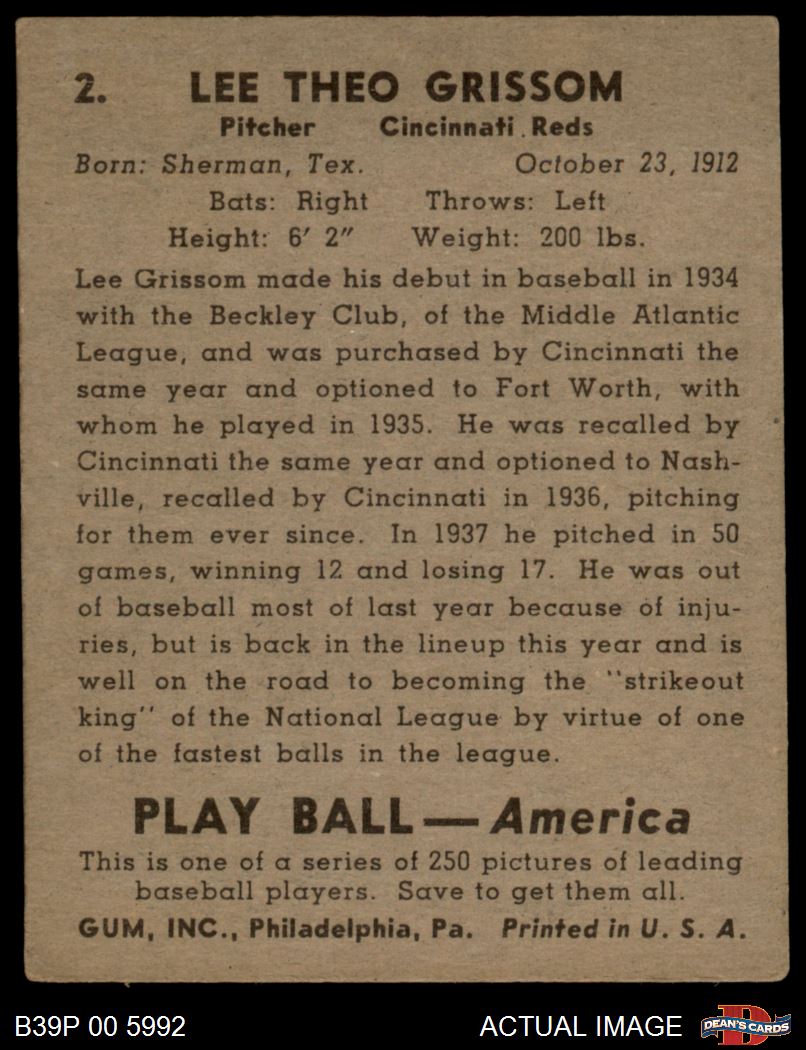 2. LEE THEO GRISSOM
Pitcher Cincinnati Reds
Born: Sherman, Tex. October 23, 1912
Bats: Right Throws: Left
Height: 6' 2" Weight: 200 lbs.
Lee Grissom made his debut in baseball in 1934
with the Beckley Club, of the Middle Atlantic
League, and was purchased by Cincinnati the
same year and optioned to Fort Worth, with
whom he played in 1935. He was recalled by
Cincinnati the same year and optioned to Nash-
ville, recalled by Cincinnati in 1936, pitching
for them ever since. In 1937 he pitched in 50
games, winning 12 and losing 17. He was out
of baseball most of last year because of inju-
ries, but is back in the lineup this year and is
well on the road to becoming the "strikeout
king" of the National League by virtue of one
of the fastest balls in the league.
PLAY BALL — America
This is one of a series of 250 pictures of leading
baseball players. Save to get them all.
GUM, INC., Philadelphia, Pa. Printed in U. S. A.
B39P 00 5992 ACTUAL IMAGE D DEAN'S CARDS